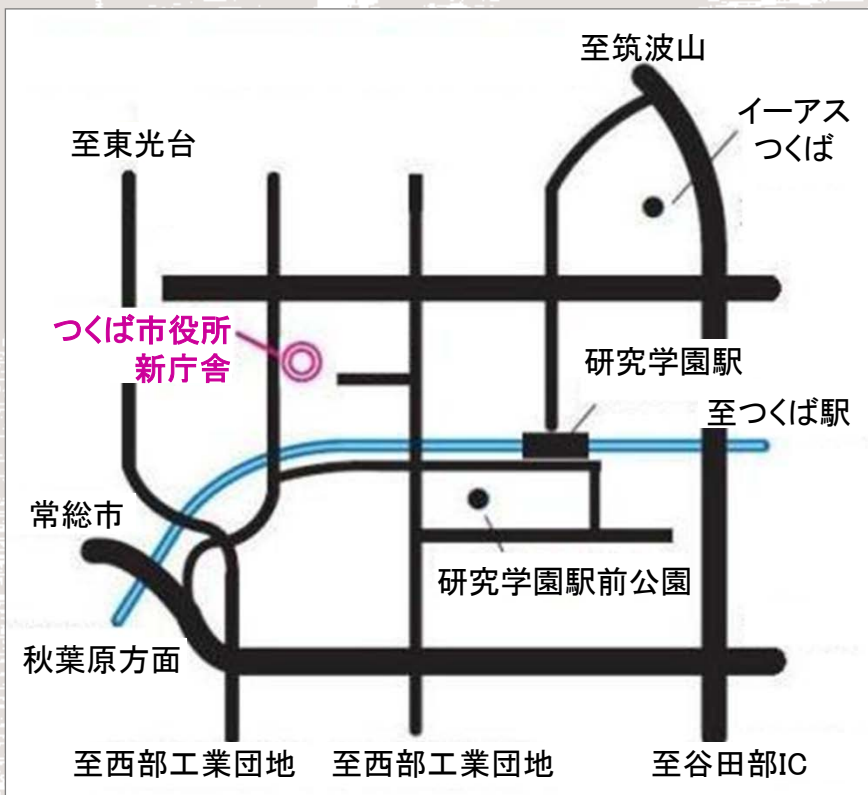 至筑波山
イーアス
つくば
至東光台
つくば市役所
新庁舎
研究学園駅
至つくば駅
常総市
研究学園駅前公園
秋葉原方面
至西部工業団地
至西部工業団地
至谷田部IC